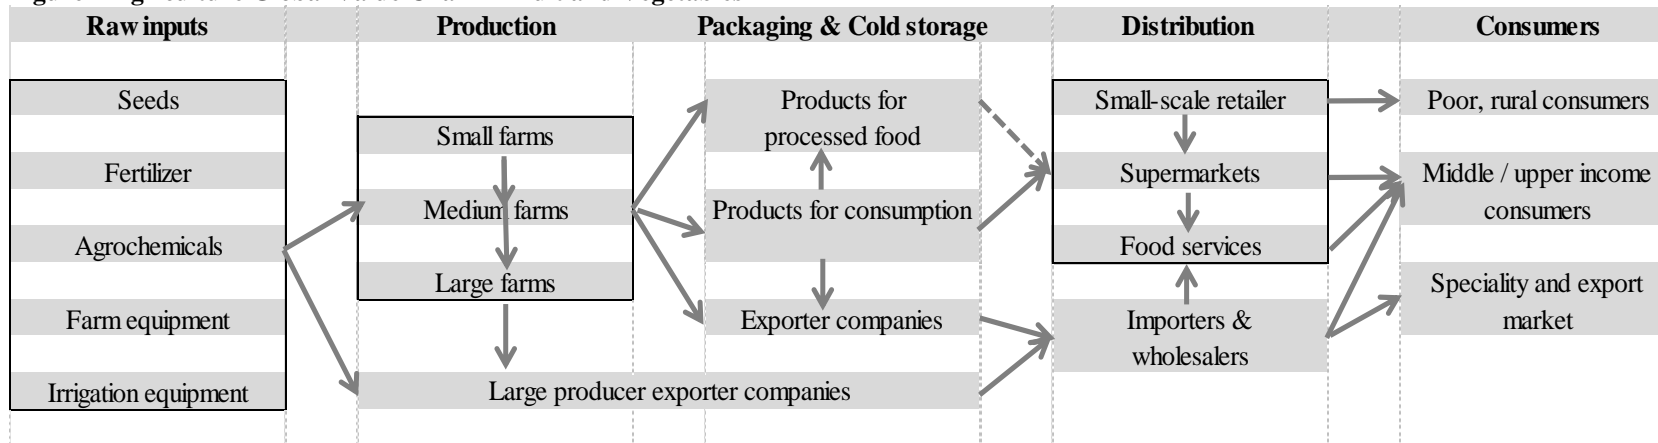 Raw inputs
Production
Packaging & Cold storage
Distribution
Consumers
Seeds
Fertilizer
Agrochemicals
Farm equipment
Irrigation equipment
Small farms
Medium farms
Large farms
Large producer exporter companies
Products for
processed food
Products for consumption
Exporter companies
Small-scale retailer
Supermarkets
Food services
Importers &
wholesalers
Poor, rural consumers
Middle / upper income
consumers
Speciality and export
market